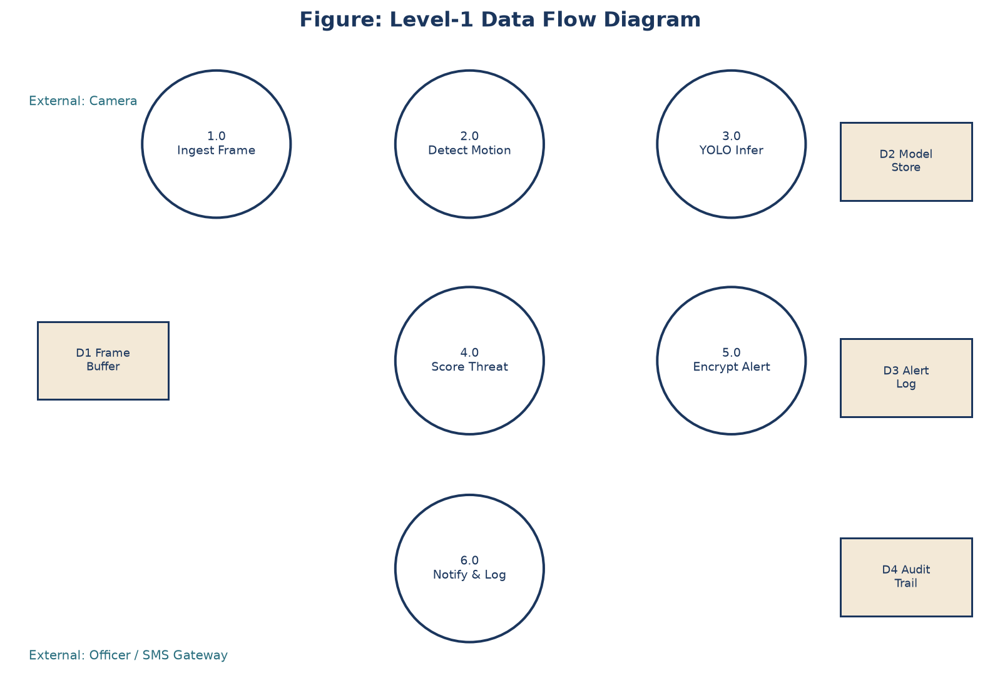 Figure: Level-1 Data Flow Diagram
External: Camera
1.0
Ingest Frame
2.0
Detect Motion
3.0
YOLO Infer
D2 Model
Store
D1 Frame
Buffer
4.0
Score Threat
5.0
Encrypt Alert
D3 Alert
Log
6.0
Notify & Log
D4 Audit
Trail
External: Officer / SMS Gateway